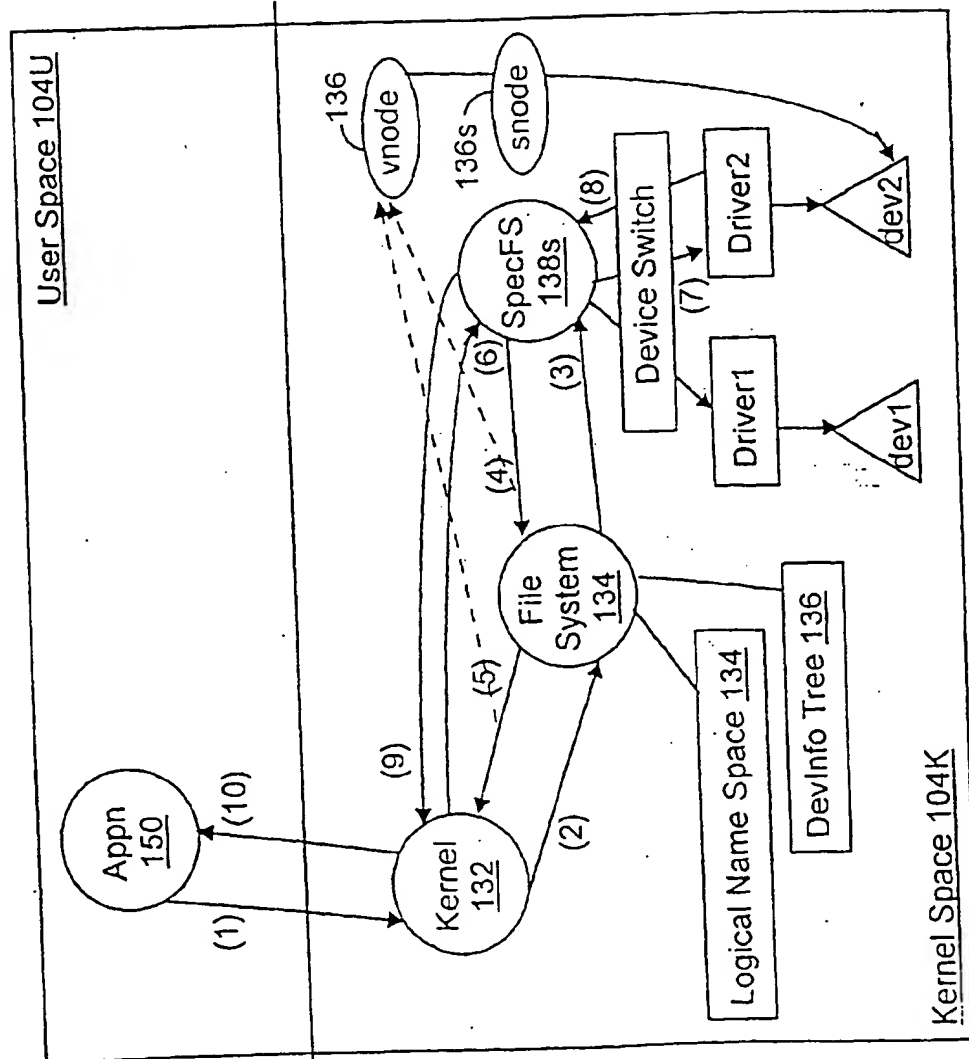 User Space 104U
Appn
150
(1)
(10)
Kernel
132
(9)
(2)
(5)
File
System
134
(4)
(6)
(3)
SpecFS
138s
136
vnode
136s
snode
(8)
Device Switch
(7)
Driver1
Driver2
dev1
dev2
Logical Name Space 134
DevInfo Tree 136
Kernel Space 104K